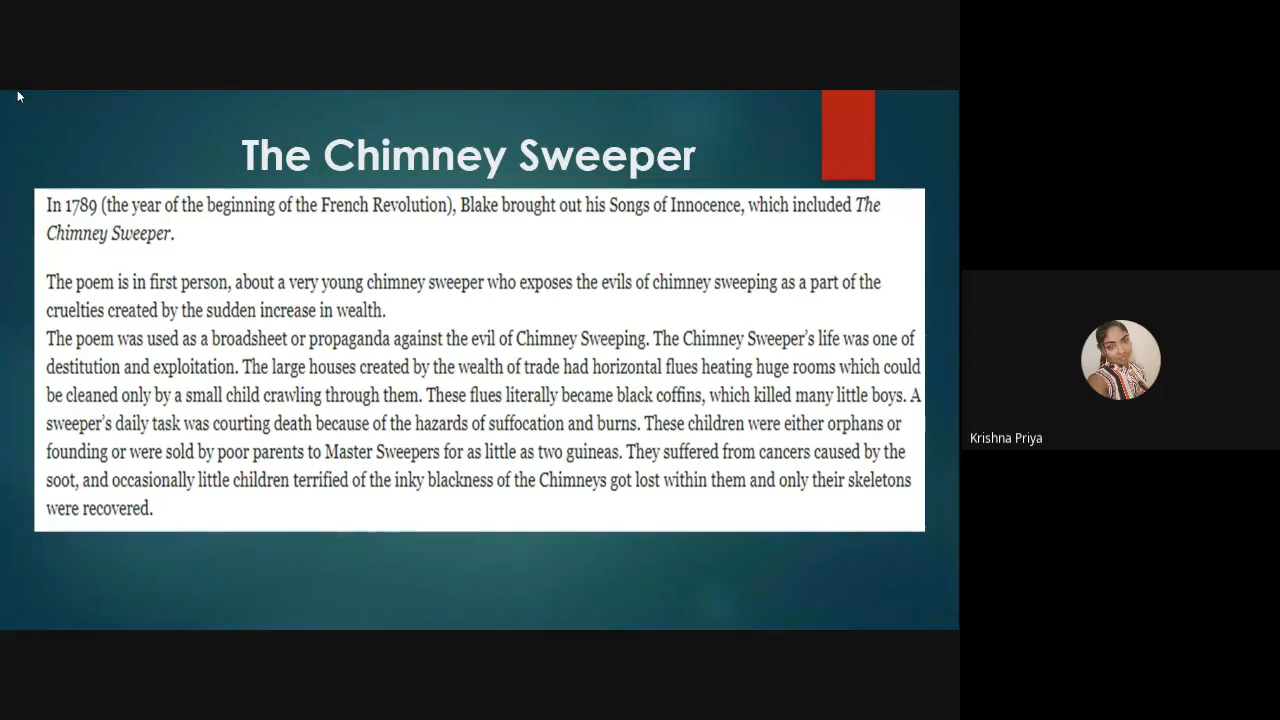 The Chimney Sweeper
In 1789 (the year of the beginning of the French Revolution), Blake brought out his Songs of Innocence, which included The
Chimney Sweeper.
The poem is in first person, about a very young chimney sweeper who exposes the evils of chimney sweeping as a part of the
cruelties created by the sudden increase in wealth.
The poem was used as a broadsheet or propaganda against the evil of Chimney Sweeping. The Chimney Sweeper's life was one of
destitution and exploitation. The large houses created by the wealth of trade had horizontal flues heating huge rooms which could
be cleaned only by a small child crawling through them. These flues literally became black coffins, which killed many little boys. A
sweeper's daily task was courting death because of the hazards of suffocation and burns. These children were either orphans or
founding or were sold by poor parents to Master Sweepers for as little as two guineas. They suffered from cancers caused by the
soot, and occasionally little children terrified of the inky blackness of the Chimneys got lost within them and only their skeletons
were recovered.
Krishna Priya